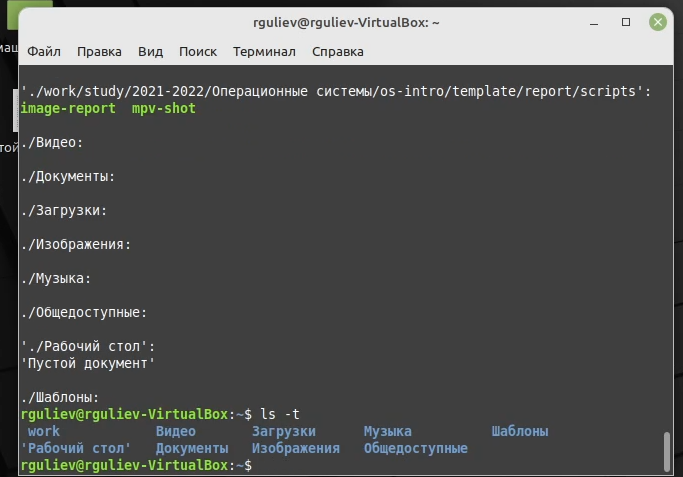 rguliev@rguliev-VirtualBox: ~
Файл Правка Вид Поиск Терминал Справка
'./work/study/2021-2022/Операционные системы/os-intro/template/report/scripts':
image-report mpv-shot
./Видео:
./Документы:
./Загрузки:
./Изображения:
./Музыка:
./Общедоступные:
'./Рабочий стол':
'Пустой документ'
./Шаблоны:
rguliev@rguliev-VirtualBox:~$ ls -t
work Видео Загрузки Музыка Шаблоны
'Рабочий стол' Документы Изображения Общедоступные
rguliev@rguliev-VirtualBox:~$